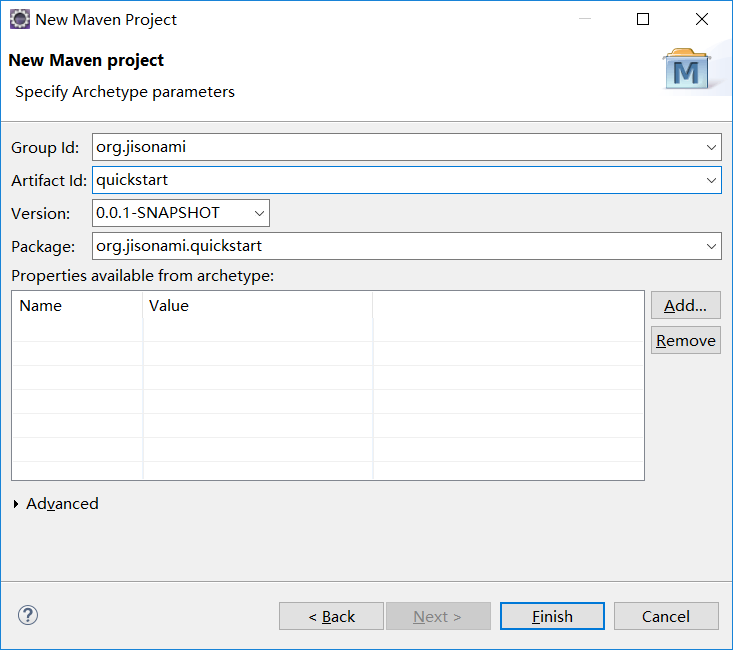 New Maven Project
New Maven project
Specify Archetype parameters
M
Group Id: org.jisonami
Artifact Id: quickstart
Version: 0.0.1-SNAPSHOT
Package: org.jisonami.quickstart
Properties available from archetype:
Name Value
Add...
Remove
Advanced
? < Back Next > Finish Cancel